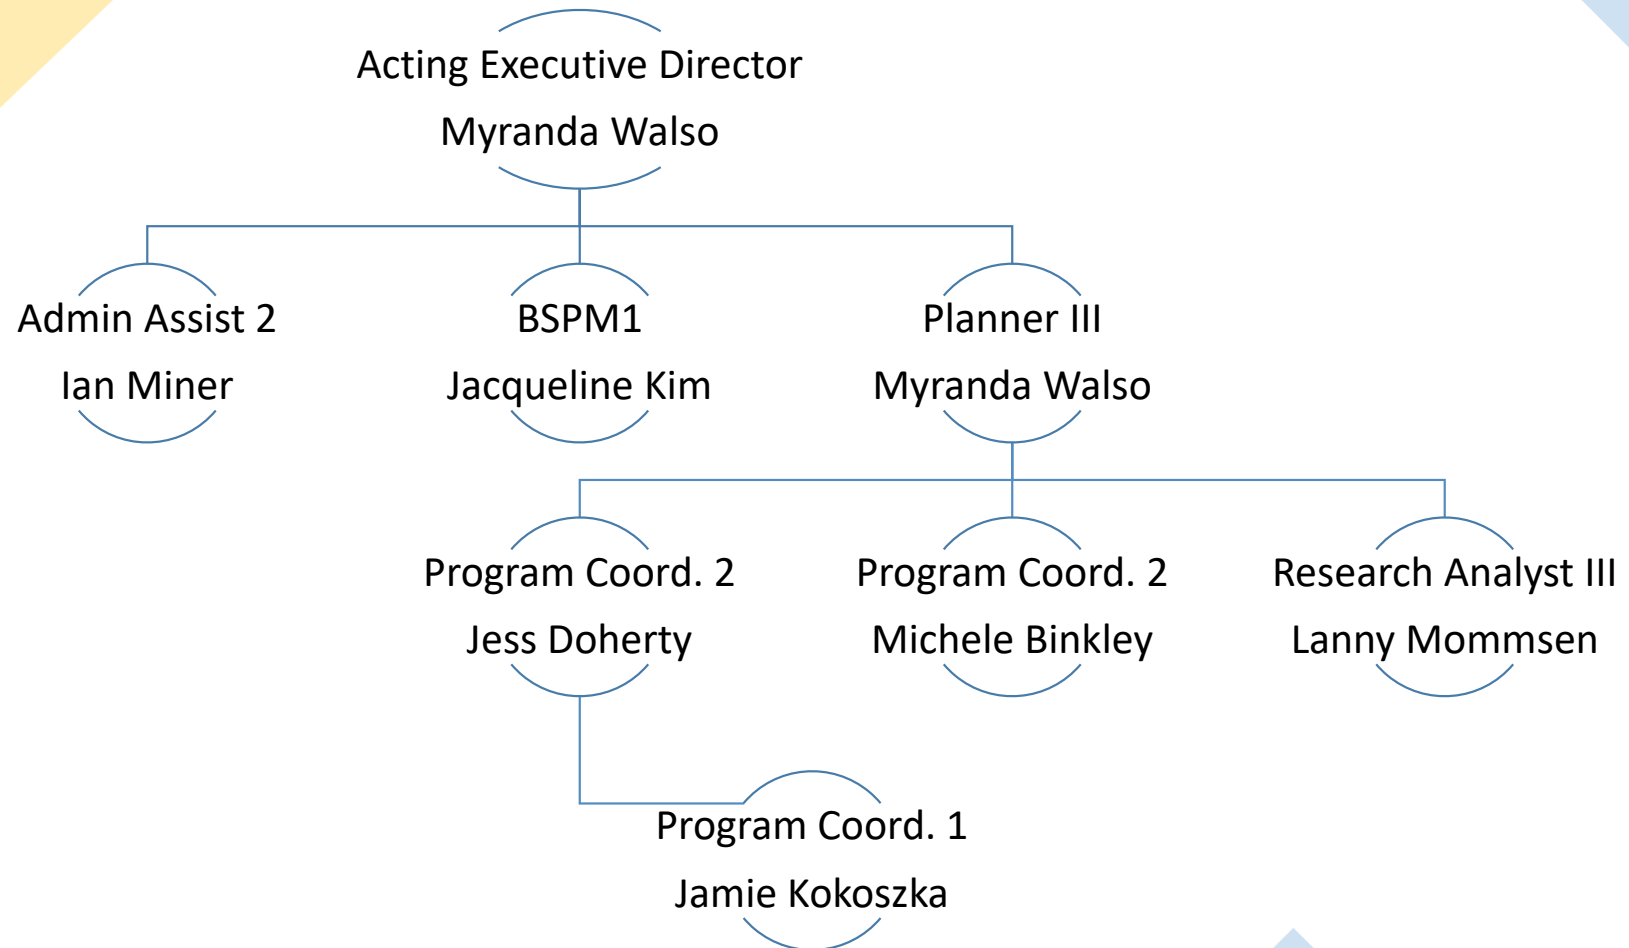 Acting Executive Director
Myranda Walso
Admin Assist 2
Ian Miner
BSPM1
Jacqueline Kim
Planner III
Myranda Walso
Program Coord. 2
Jess Doherty
Program Coord. 2
Michele Binkley
Research Analyst III
Lanny Mommsen
Program Coord. 1
Jamie Kokoszka